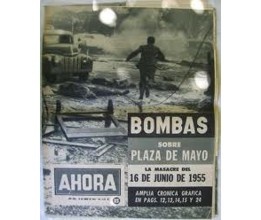 BOMBAS
SOBRE
PLAZA DE MAYO
LA MASACRE DEL
16 DE JUNIO DE 1955
AHORA
AMPLIA CRONICA GRAFICA
EN PAGS. 12, 13, 14, 15 Y 24